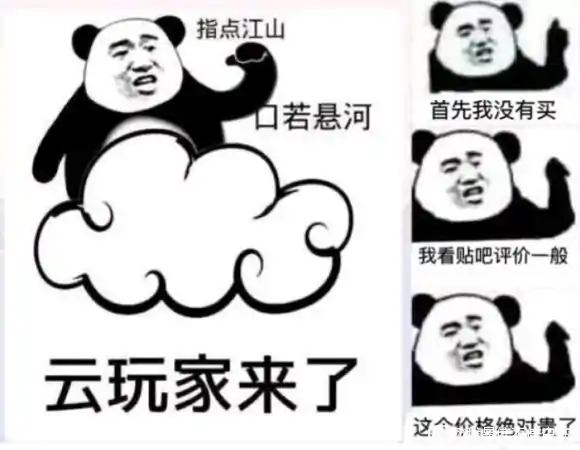 指点江山
口若悬河
云玩家来了
首先我没有买
我看贴吧评价一般
这个价格绝对贵了